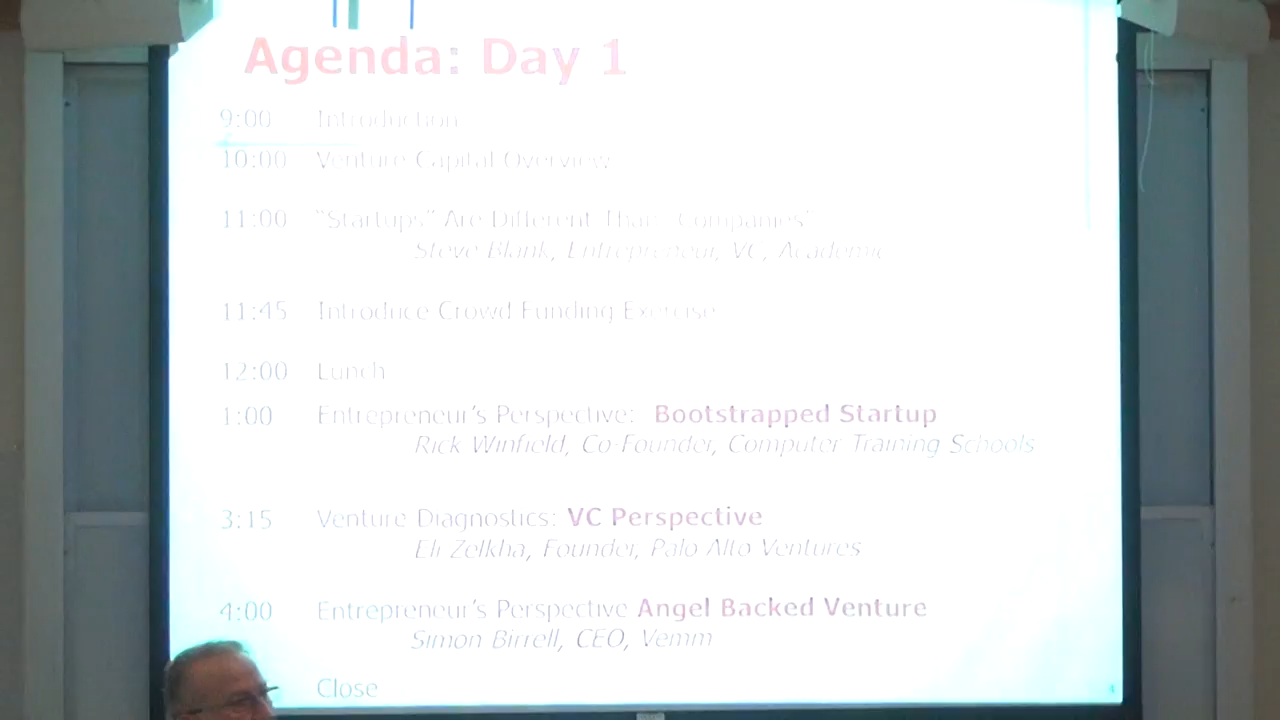 Agenda: Day 1
9:00 Introduction
10:00 Venture Capital Overview
11:00 "Startups" Are Different Than "Companies"
Steve Blank, Entrepreneur, VC, Academic
11:45 Introduce Crowd Funding Exercise
12:00 Lunch
1:00 Entrepreneur's Perspective: Bootstrapped Startup
Rick Winfield, Co-Founder, Computer Training Schools
3:15 Venture Diagnostics: VC Perspective
Eli Zelkha, Founder, Palo Alto Ventures
4:00 Entrepreneur's Perspective Angel Backed Venture
Simon Birrell, CEO, Vemm
Close